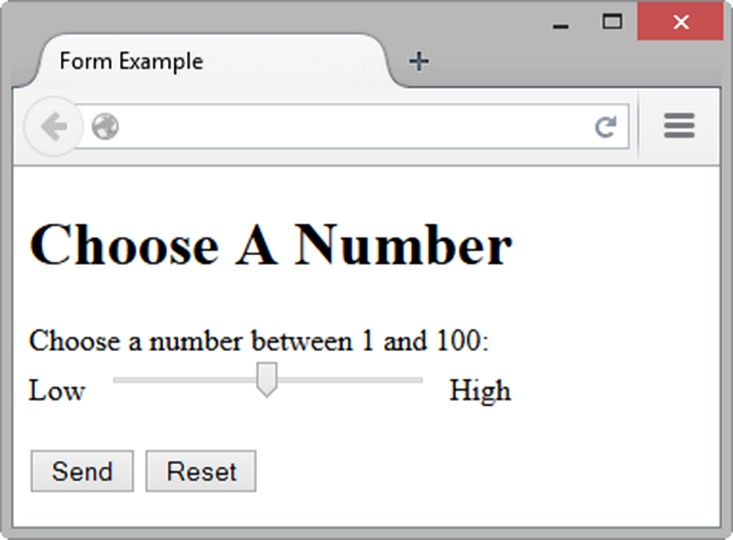 Form Example
Choose A Number
Choose a number between 1 and 100:
Low High
Send Reset